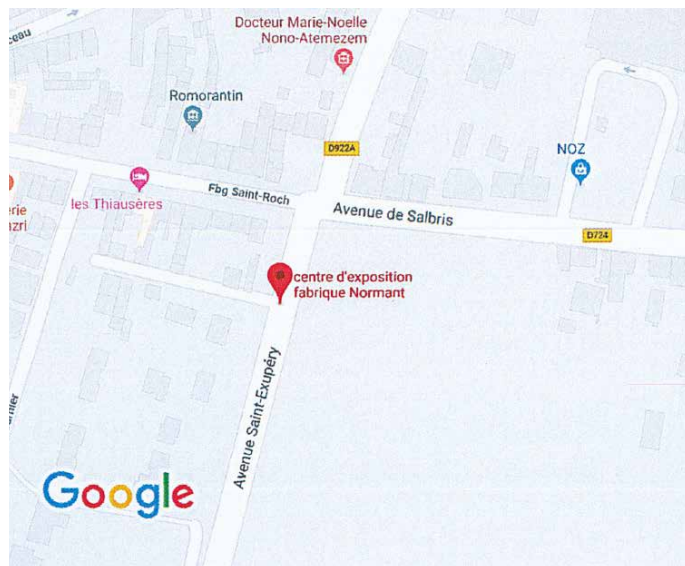 Docteur Marie-Noelle
Nono-Atemezem
Romorantin
D922A
NOZ
les Thiausères
Fbg Saint-Roch
Avenue de Salbris
D724
centre d'exposition
fabrique Normant
Avenue Saint-Exupéry
Google